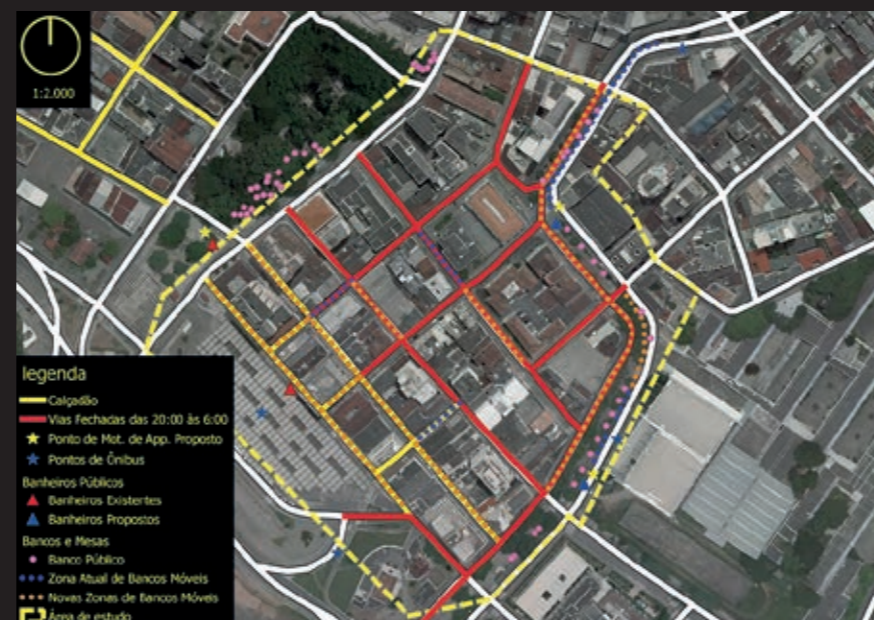 1:2.000
legenda
Calçadão
Vias Fechadas das 20:00 às 6:00
Ponto de Mot. de App. Proposto
Pontos de Ônibus
Banheiros Públicos
Banheiros Existentes
Banheiros Propostos
Bancos e Mesas
Banco Público
Zona Atual de Bancos Móveis
Novas Zonas de Bancos Móveis
Área de estudo